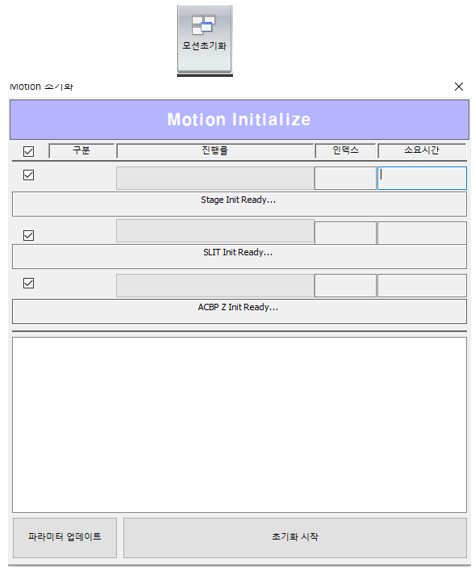 모션초기화
Motion 초기화
Motion Initialize
구분 진행률 인덱스 소요시간
Stage Init Ready...
SLIT Init Ready...
ACBP Z Init Ready...
파라미터 업데이트 초기화 시작